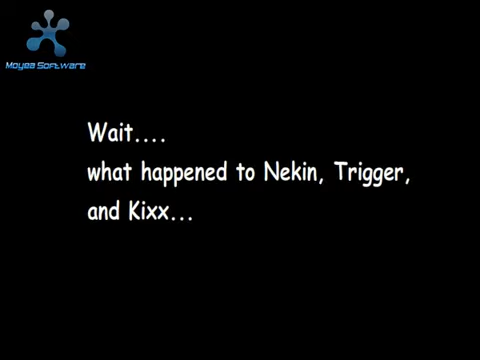 Moyea Software
Wait....
what happened to Nekin, Trigger,
and Kixx...